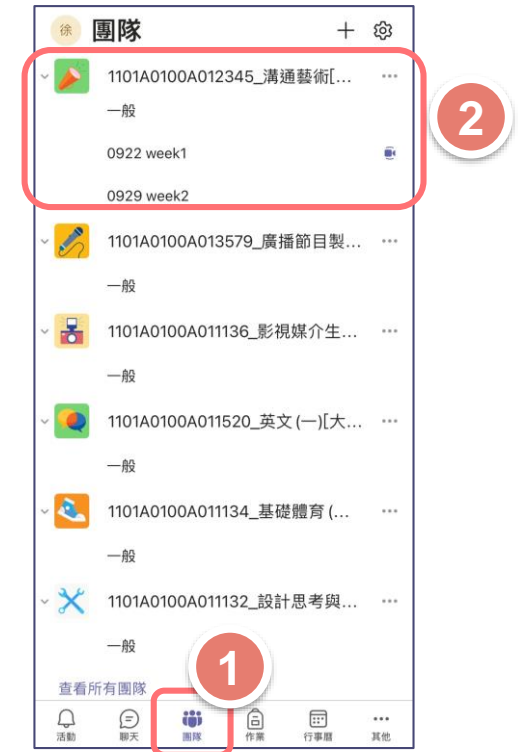 徐 團隊
1101A0100A012345_溝通藝術[... ...
一般
2
0922 week1
0929 week2
1101A0100A013579_廣播節目製... ...
一般
1101A0100A011136_影視媒介生... ...
一般
1101A0100A011520_英文(一)[大... ...
一般
1101A0100A011134_基礎體育(... ...
一般
1101A0100A011132_設計思考與... ...
一般
1
查看所有團隊
活動 聊天 團隊 作業 行事曆 其他